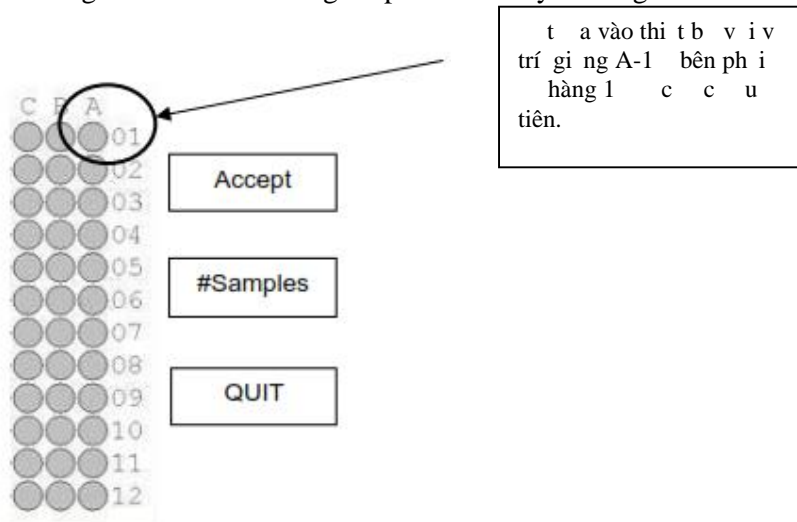 t a vào thi t b v i v
trí gi ng A-1 bên ph i
hàng 1 c c u
tiên.
C B A
01
02
03
04
05
06
07
08
09
10
11
12
Accept
#Samples
QUIT